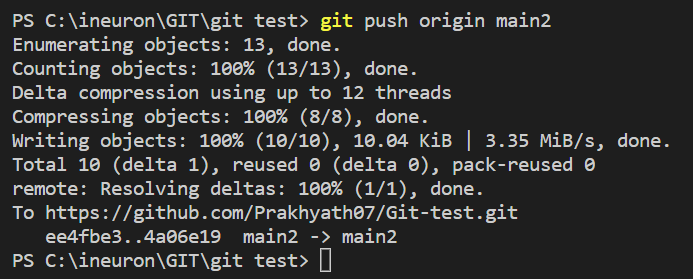 PS C:\ineuron\GIT\git test> git push origin main2
Enumerating objects: 13, done.
Counting objects: 100% (13/13), done.
Delta compression using up to 12 threads
Compressing objects: 100% (8/8), done.
Writing objects: 100% (10/10), 10.04 KiB | 3.35 MiB/s, done.
Total 10 (delta 1), reused 0 (delta 0), pack-reused 0
remote: Resolving deltas: 100% (1/1), done.
To https://github.com/Prakhyath07/Git-test.git
   ee4fbe3..4a06e19  main2 -> main2
PS C:\ineuron\GIT\git test>